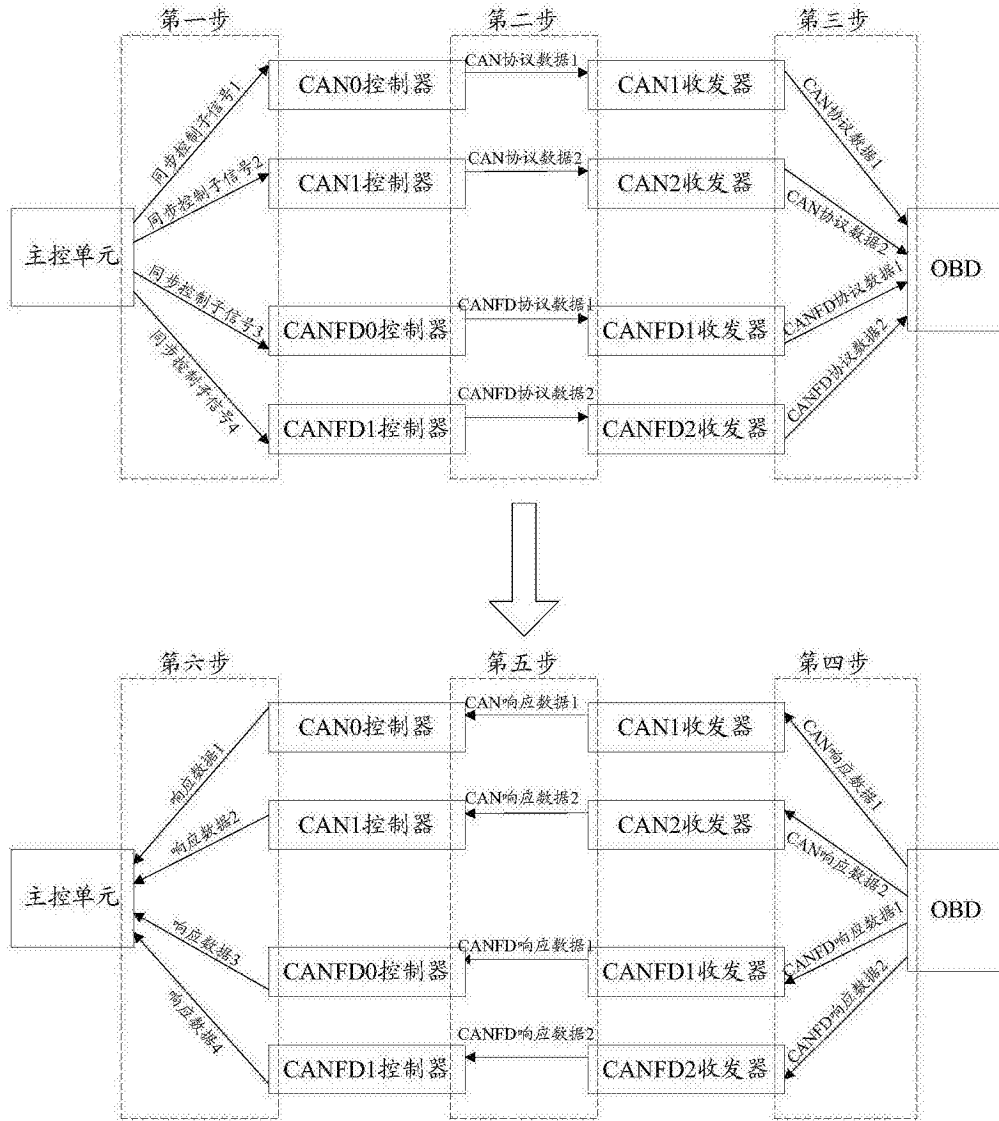 第一步
第二步
第三步
同步控制子信号1
CAN0控制器
CAN协议数据1
CAN1收发器
CAN协议数据1
同步控制子信号2
CAN1控制器
CAN协议数据2
CAN2收发器
CAN协议数据2
主控单元
OBD
同步控制子信号3
CANFD0控制器
CANFD协议数据1
CANFD1收发器
CANFD协议数据1
同步控制子信号4
CANFD1控制器
CANFD协议数据2
CANFD2收发器
CANFD协议数据2
第六步
第五步
第四步
响应数据1
CAN0控制器
CAN响应数据1
CAN1收发器
CAN响应数据1
响应数据2
CAN1控制器
CAN响应数据2
CAN2收发器
CAN响应数据2
主控单元
OBD
响应数据3
CANFD0控制器
CANFD响应数据1
CANFD1收发器
CANFD响应数据1
响应数据4
CANFD1控制器
CANFD响应数据2
CANFD2收发器
CANFD响应数据2